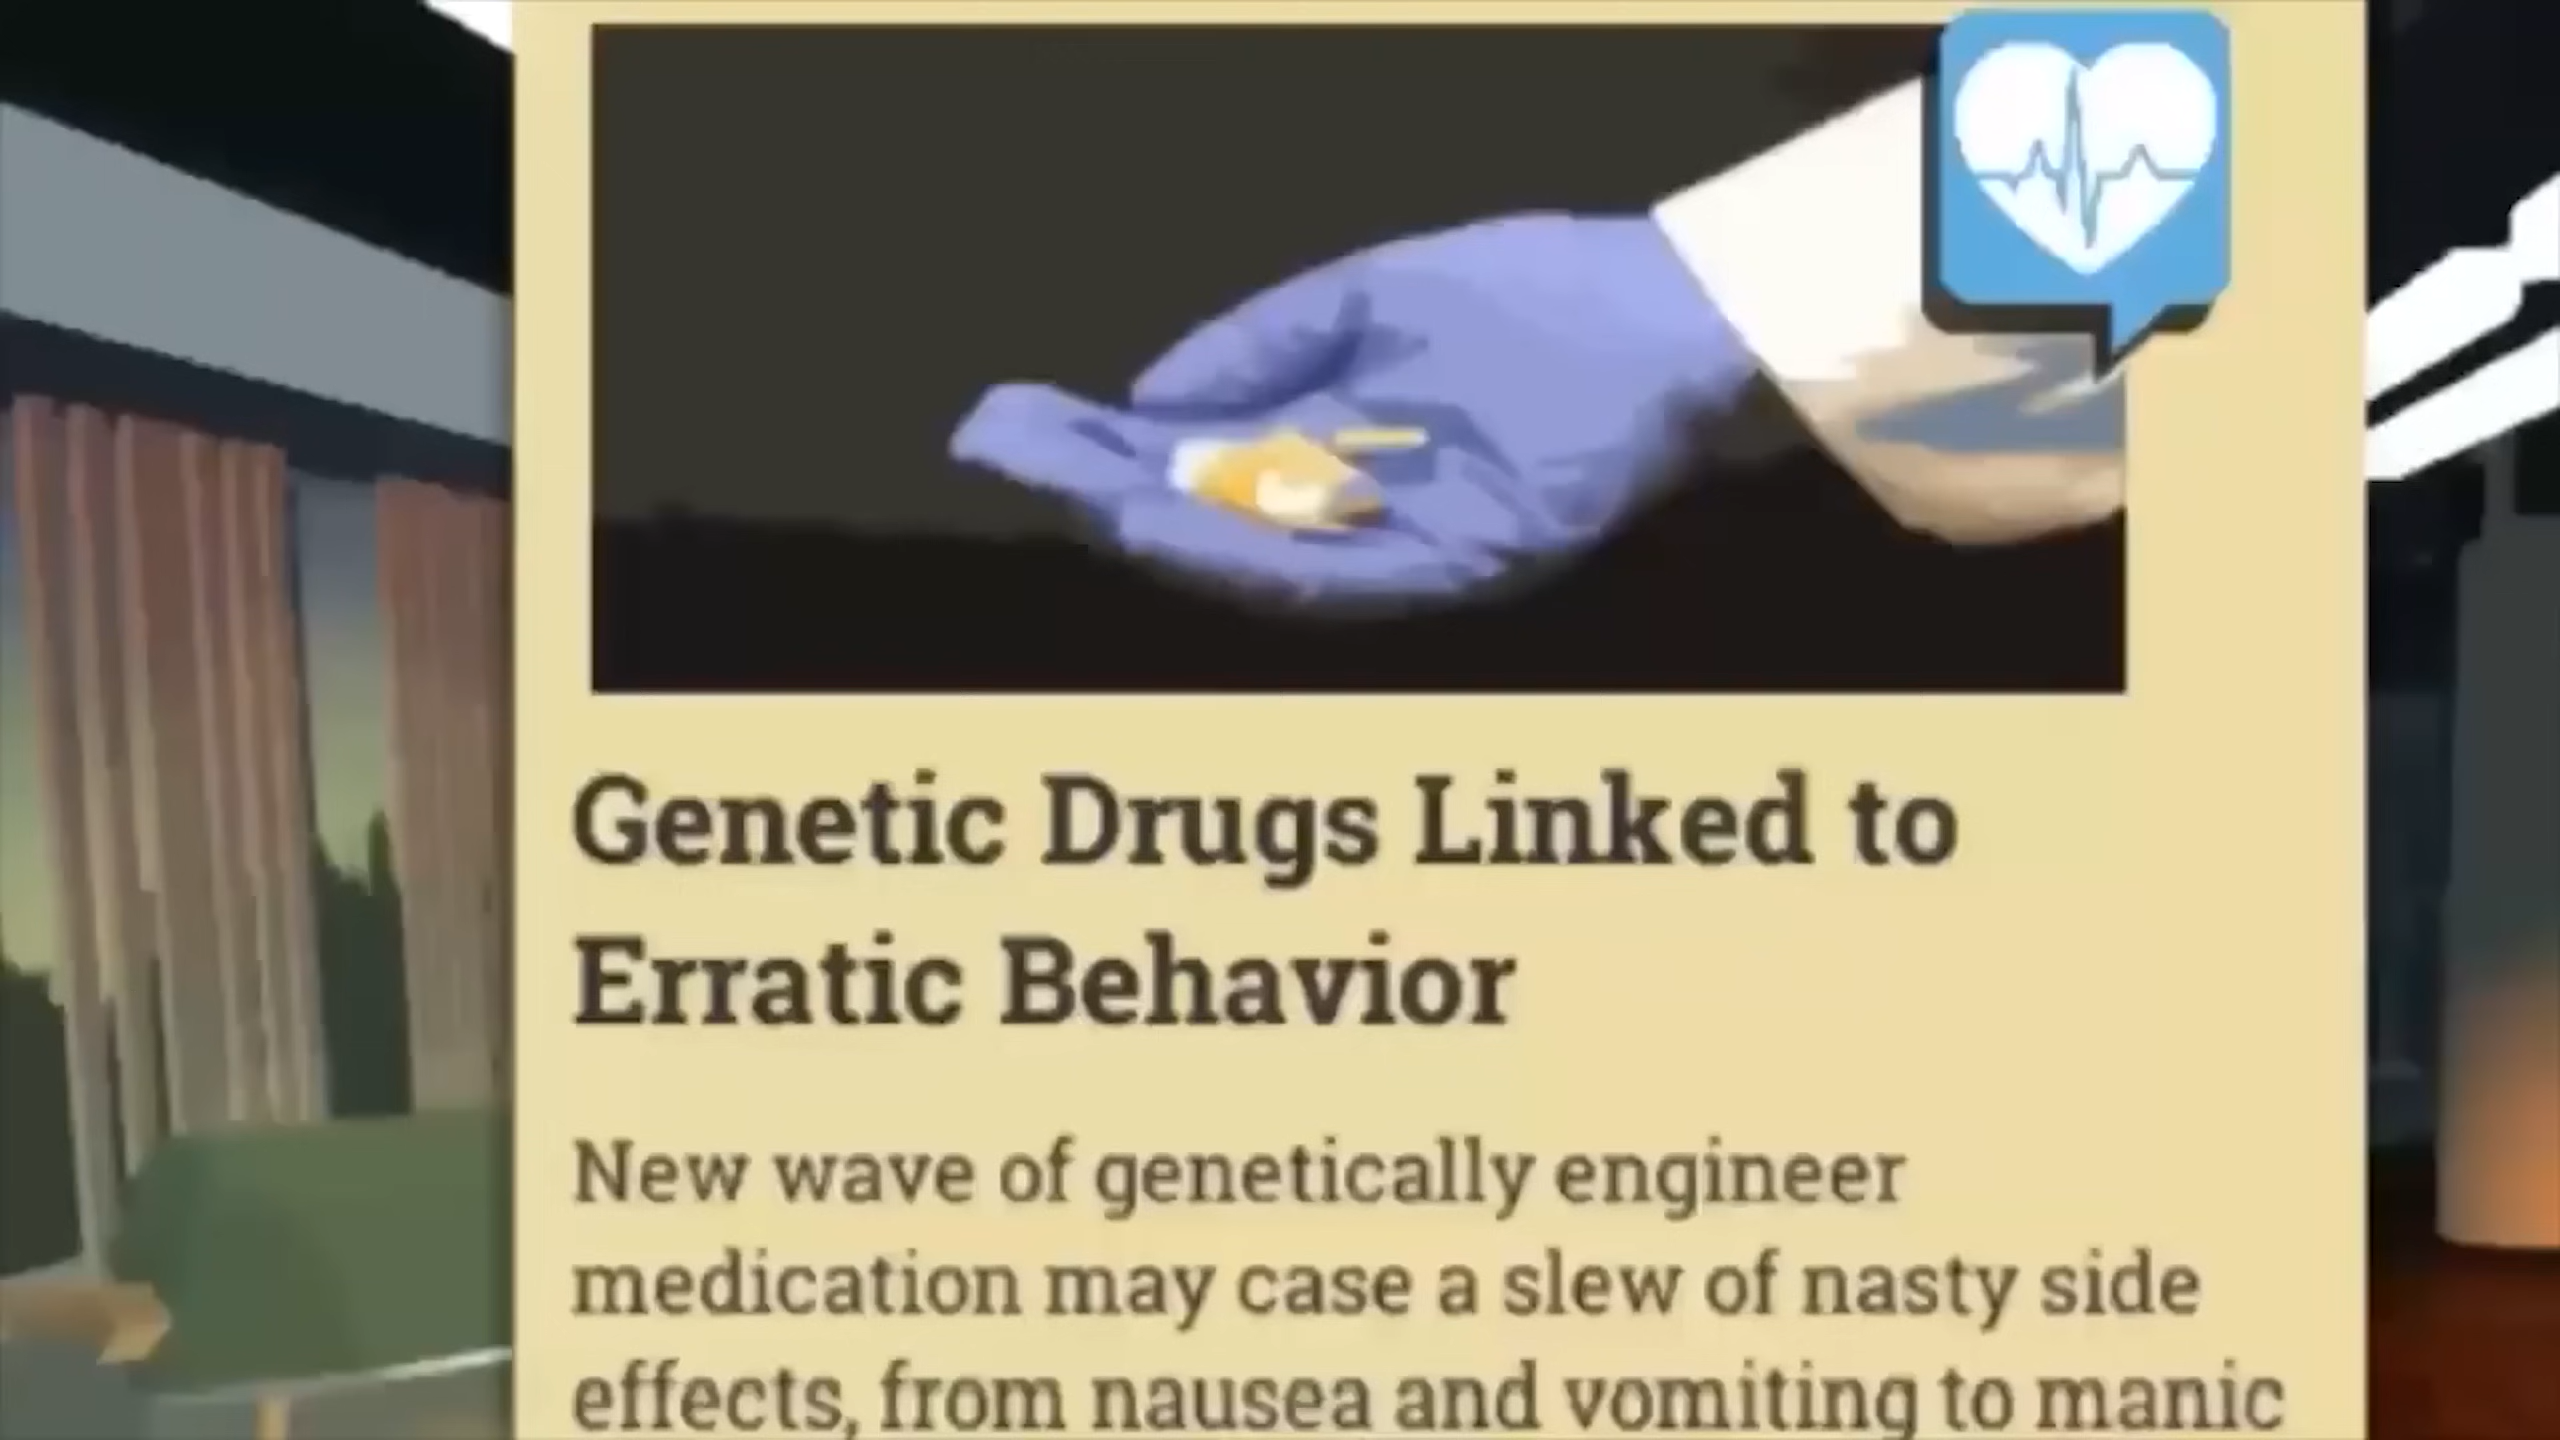 Genetic Drugs Linked to
Erratic Behavior
New wave of genetically engineer
medication may case a slew of nasty side
effects, from nausea and vomiting to manic